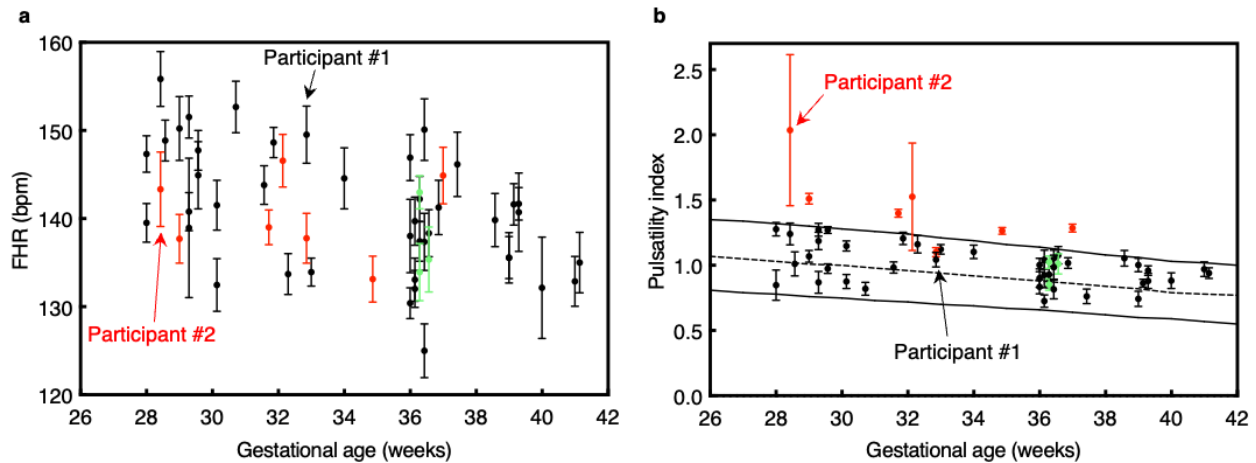 a
160
150
140
130
120
FHR (bpm)
Participant #1
Participant #2
26 28 30 32 34 36 38 40 42
Gestational age (weeks)
b
2.5
2.0
1.5
1.0
0.5
0.0
Pulsatility index
Participant #2
Participant #1
26 28 30 32 34 36 38 40 42
Gestational age (weeks)